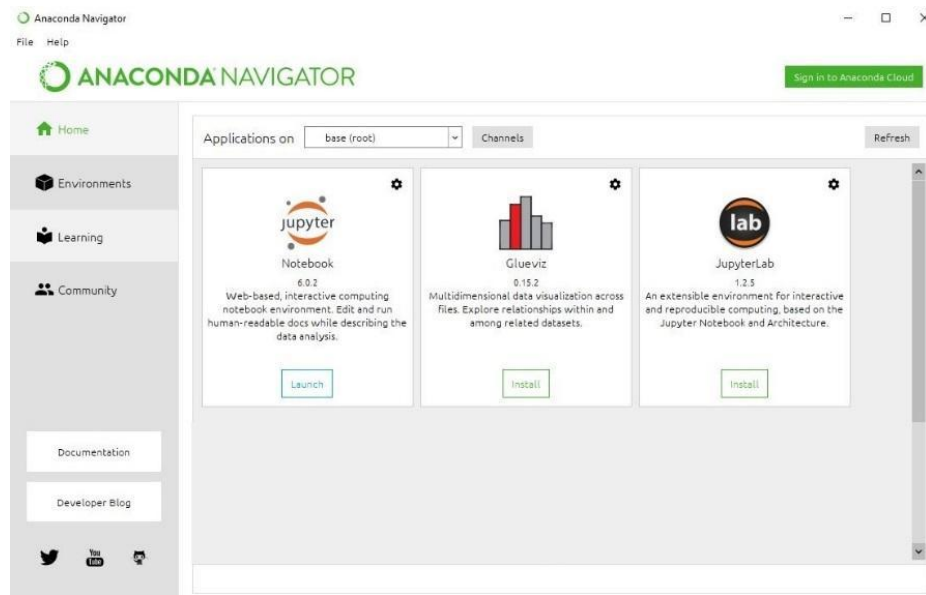 Anaconda Navigator
File Help
ANACONDA NAVIGATOR
Sign in to Anaconda Cloud
Home
Environments
Learning
Community
Documentation
Developer Blog
You
Tube
Applications on
base (root)
Channels
Refresh
jupyter
Notebook
6.0.2
Web-based, interactive computing
notebook environment. Edit and run
human-readable docs while describing the
data analysis.
Launch
Glueviz
0.15.2
Multidimensional data visualization across
files. Explore relationships within and
among related datasets.
Install
lab
JupyterLab
1.2.5
An extensible environment for interactive
and reproducible computing, based on the
Jupyter Notebook and Architecture.
Install